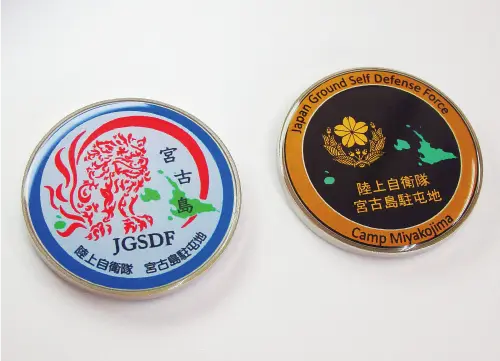 宮古島
JGSDF
陸上自衛隊 宮古島駐屯地
Japan Ground Self Defense Force
陸上自衛隊
宮古島駐屯地
Camp Miyakojima